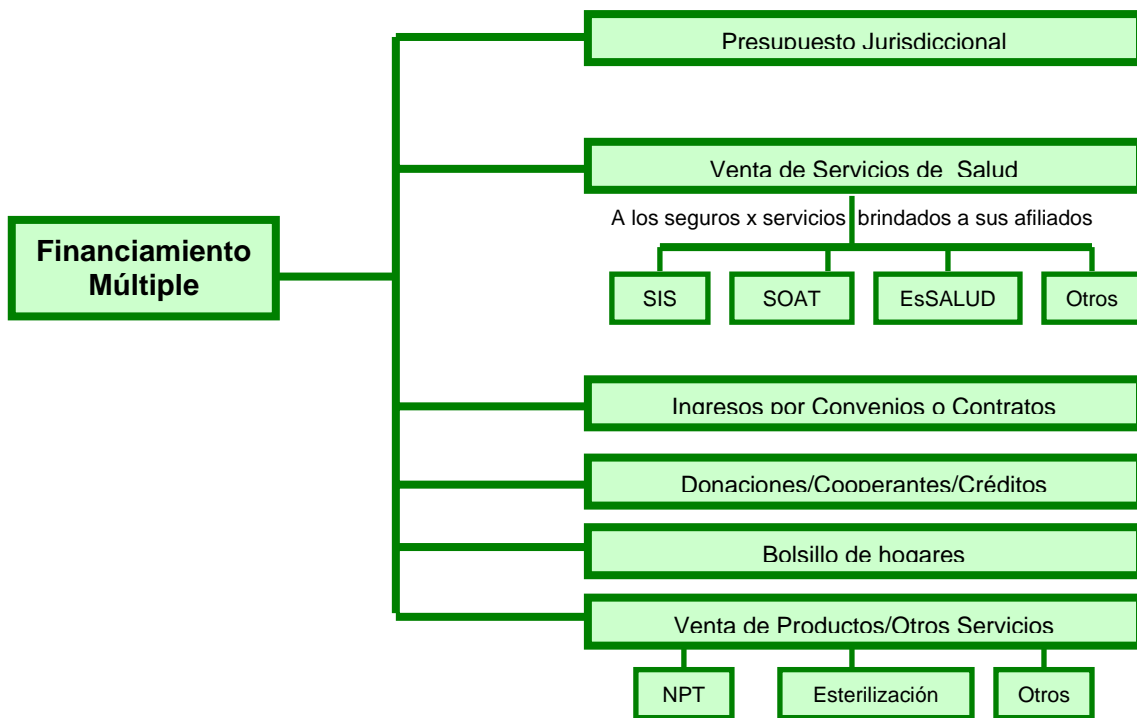 Presupuesto Jurisdiccional
Venta de Servicios de Salud
A los seguros x servicios brindados a sus afiliados
Financiamiento
Múltiple
SIS
SOAT
EsSALUD
Otros
Ingresos por Convenios o Contratos
Donaciones/Cooperantes/Créditos
Bolsillo de hogares
Venta de Productos/Otros Servicios
NPT
Esterilización
Otros